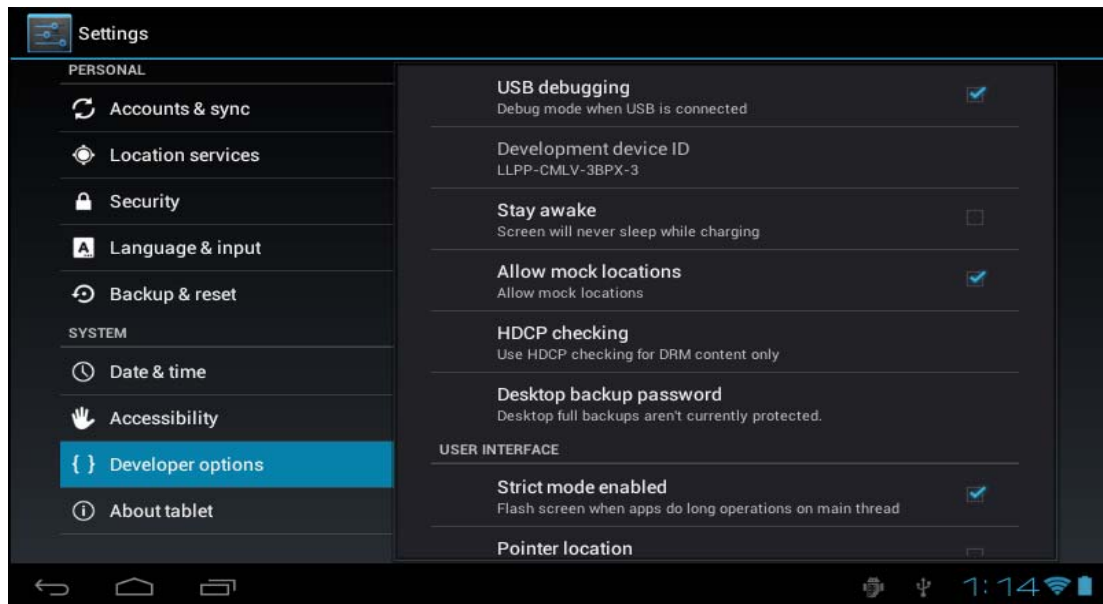 Settings
PERSONAL
Accounts & sync
Location services
Security
Language & input
Backup & reset
SYSTEM
Date & time
Accessibility
{ } Developer options
About tablet
USB debugging
Debug mode when USB is connected
Development device ID
LLPP-CMLV-3BPX-3
Stay awake
Screen will never sleep while charging
Allow mock locations
Allow mock locations
HDCP checking
Use HDCP checking for DRM content only
Desktop backup password
Desktop full backups aren't currently protected.
USER INTERFACE
Strict mode enabled
Flash screen when apps do long operations on main thread
Pointer location
1:14